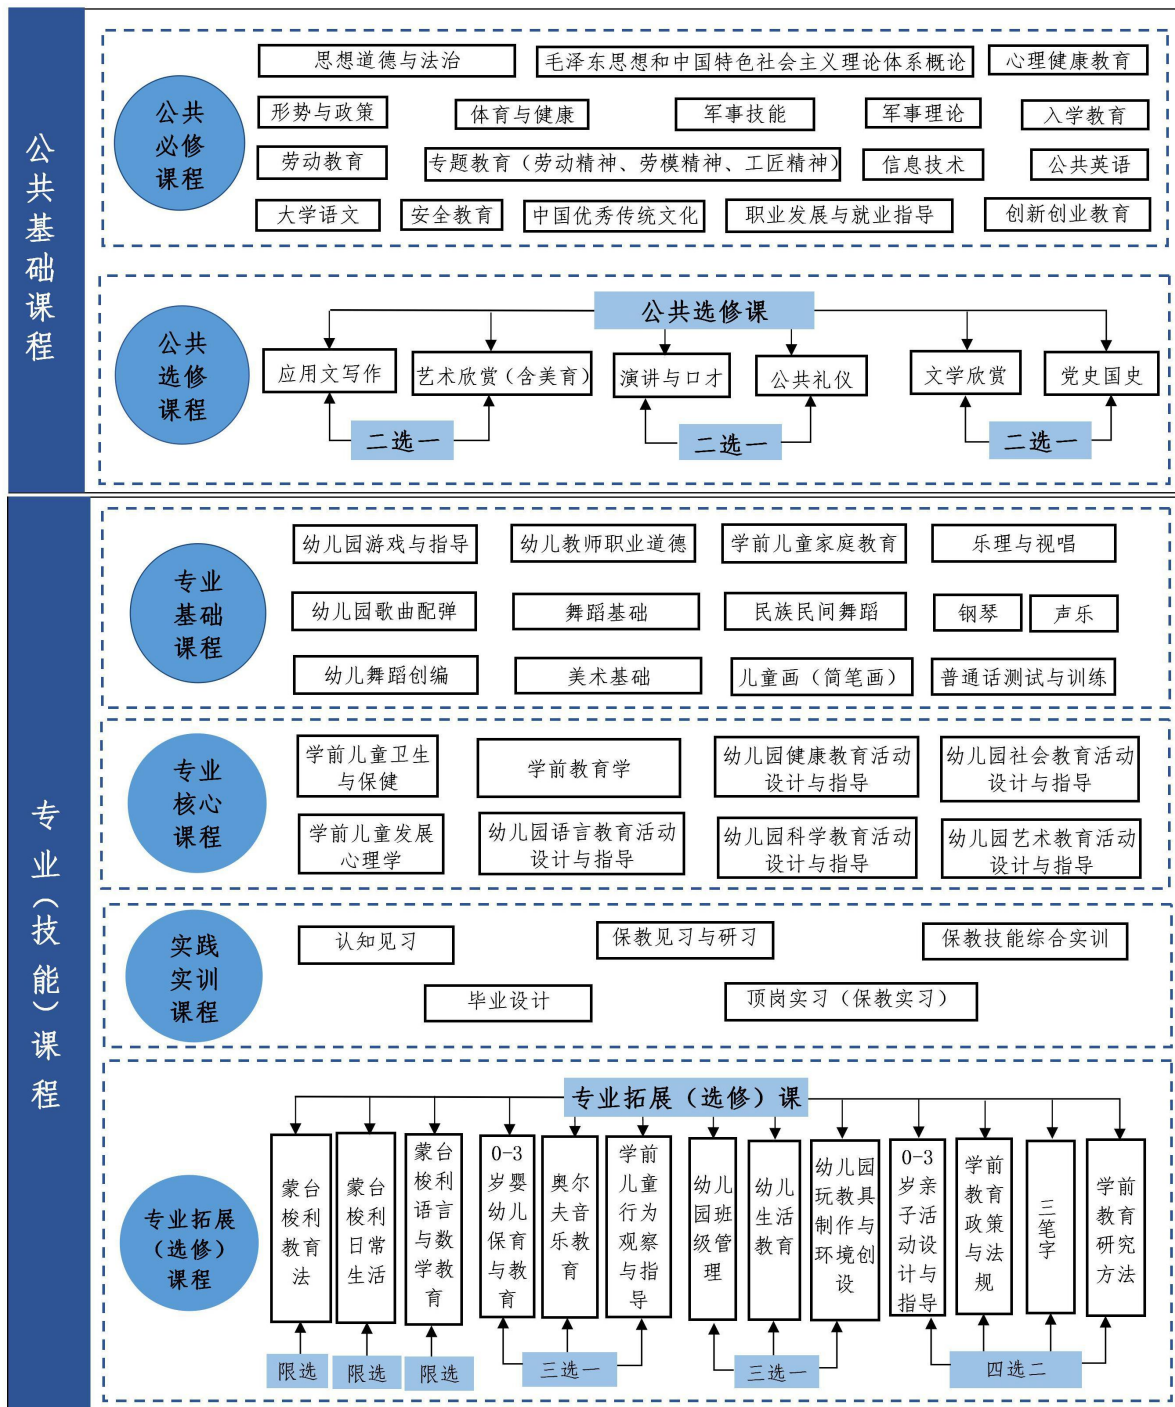 公共基础课程
公共
必修
课程
思想道德与法治
毛泽东思想和中国特色社会主义理论体系概论
心理健康教育
形势与政策
体育与健康
军事技能
军事理论
入学教育
劳动教育
专题教育（劳动精神、劳模精神、工匠精神）
信息技术
公共英语
大学语文
安全教育
中国优秀传统文化
职业发展与就业指导
创新创业教育
公共
选修
课程
公共选修课
应用文写作
艺术欣赏（含美育）
演讲与口才
公共礼仪
文学欣赏
党史国史
二选一
二选一
二选一
专业（技能）课程
专业
基础
课程
幼儿园游戏与指导
幼儿教师职业道德
学前儿童家庭教育
乐理与视唱
幼儿园歌曲配弹
舞蹈基础
民族民间舞蹈
钢琴
声乐
幼儿舞蹈创编
美术基础
儿童画（简笔画）
普通话测试与训练
专业
核心
课程
学前儿童卫生
与保健
学前教育学
幼儿园健康教育活动
设计与指导
幼儿园社会教育活动
设计与指导
学前儿童发展
心理学
幼儿园语言教育活动
设计与指导
幼儿园科学教育活动
设计与指导
幼儿园艺术教育活动
设计与指导
实践
实训
课程
认知见习
保教见习与研习
保教技能综合实训
毕业设计
顶岗实习（保教实习）
专业拓展
（选修）
课程
专业拓展（选修）课
蒙台
梭利
教育
法
蒙台
梭利
日常
生活
蒙台
梭利
语言
与数
学教
育
0-3
岁婴
幼儿
保育
与教
育
奥尔
夫音
乐教
育
学前
儿童
行为
观察
与指
导
幼儿
园班
级管
理
幼儿
生活
教育
幼儿园
玩教具
制作与
环境创
设
0-3
岁亲
子活
动设
计与
指导
学前
教育
政策
与法
规
三笔字
学前
教育
研究
方法
限选
限选
限选
三选一
三选一
四选二